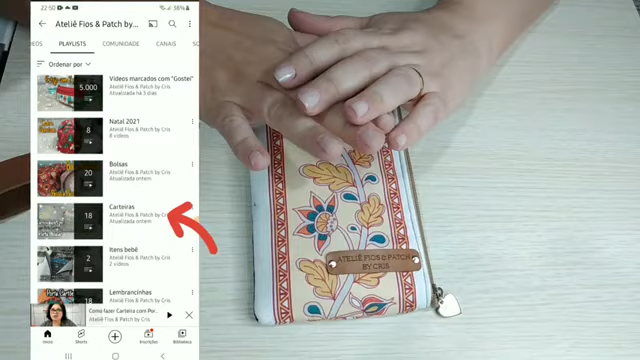 22:50
38%
Ateliê Fios & Patch by...
PLAYLISTS
COMUNIDADE
CANAIS
Ordenar por
5.000
Vídeos marcados com "Gostei"
Ateliê Fios & Patch by Cris
Atualizada há 3 dias
8
Natal 2021
Ateliê Fios & Patch by Cris
8 vídeos
20
Bolsas
Ateliê Fios & Patch by Cris
Atualizada ontem
18
Carteiras
Ateliê Fios & Patch by Cris
Atualizada ontem
2
Itens bebê
Ateliê Fios & Patch by Cris
2 vídeos
18
Lembrancinhas
Como fazer Carteira com Por...
Ateliê Fios & Patch by Cris
Início
Shorts
Inscrições
Biblioteca
ATELIÊ FIOS & PATCH
BY CRIS